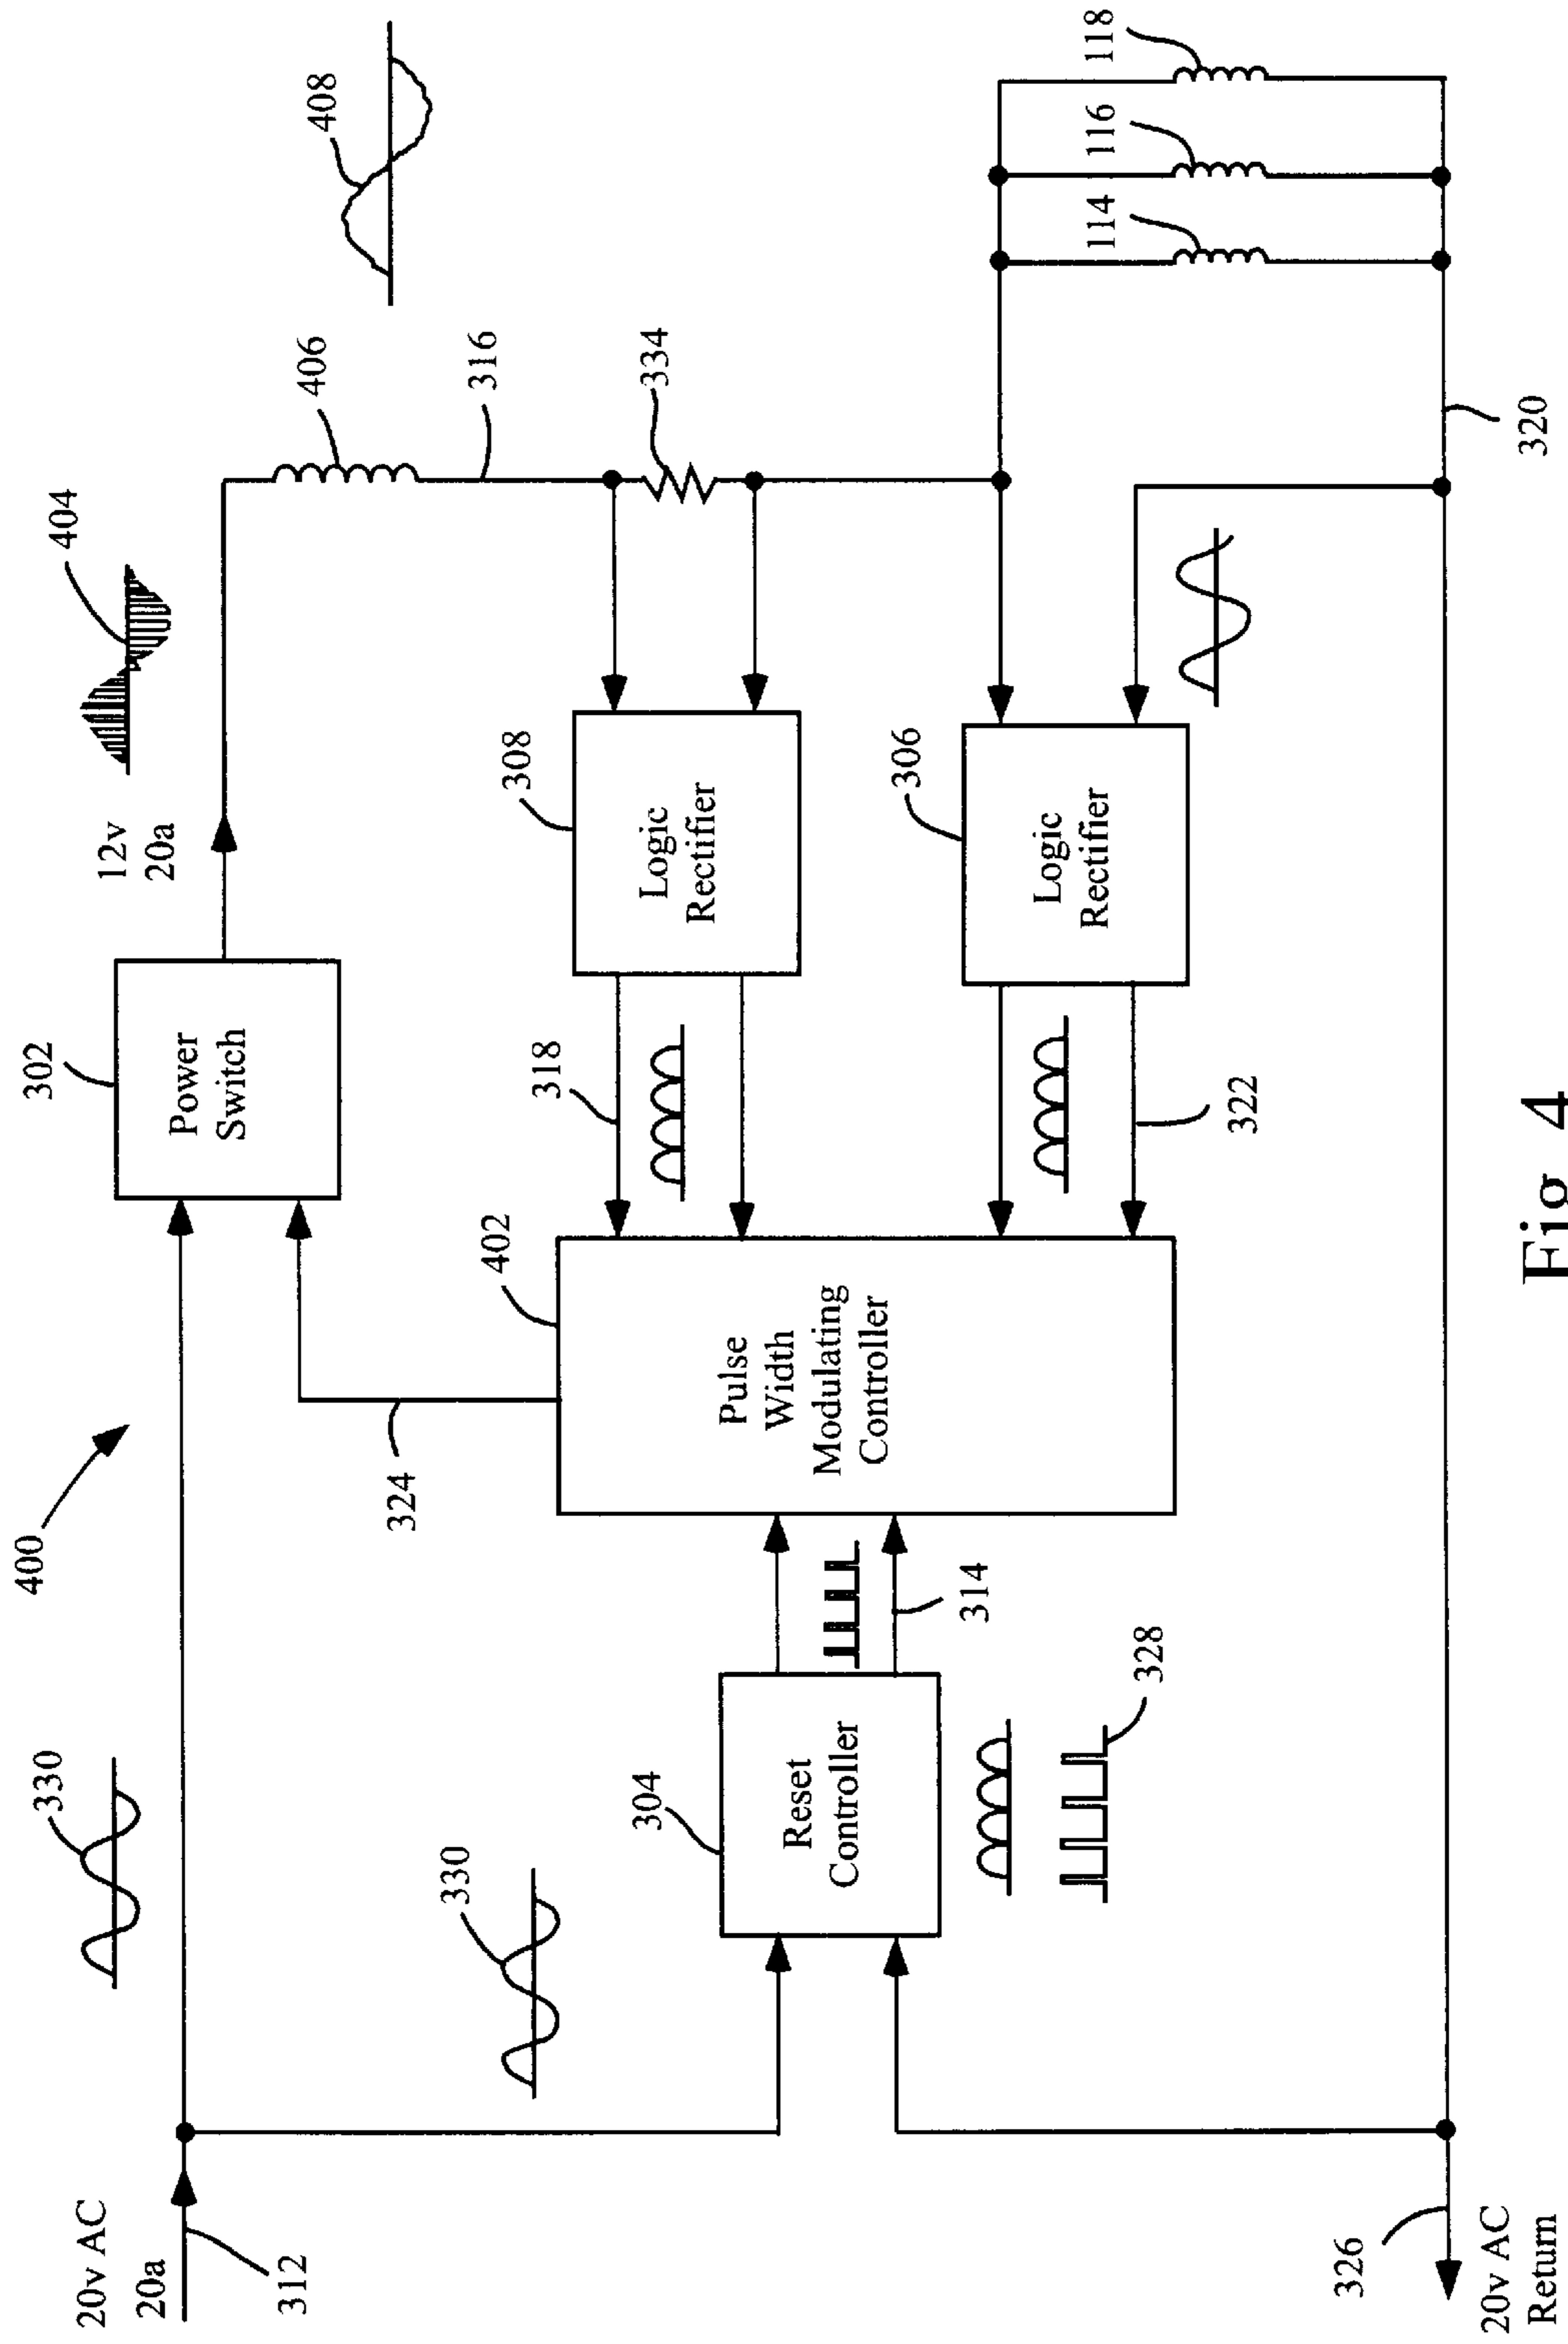 400
330
302
404
408
20v AC
20a
312
12v
20a
Power
Switch
406
316
324
330
402
318
308
334
Logic
Rectifier
304
Reset
Controller
314
328
Pulse
Width
Modulating
Controller
322
306
Logic
Rectifier
114
116
118
320
326
20v AC
Return
Fig. 4